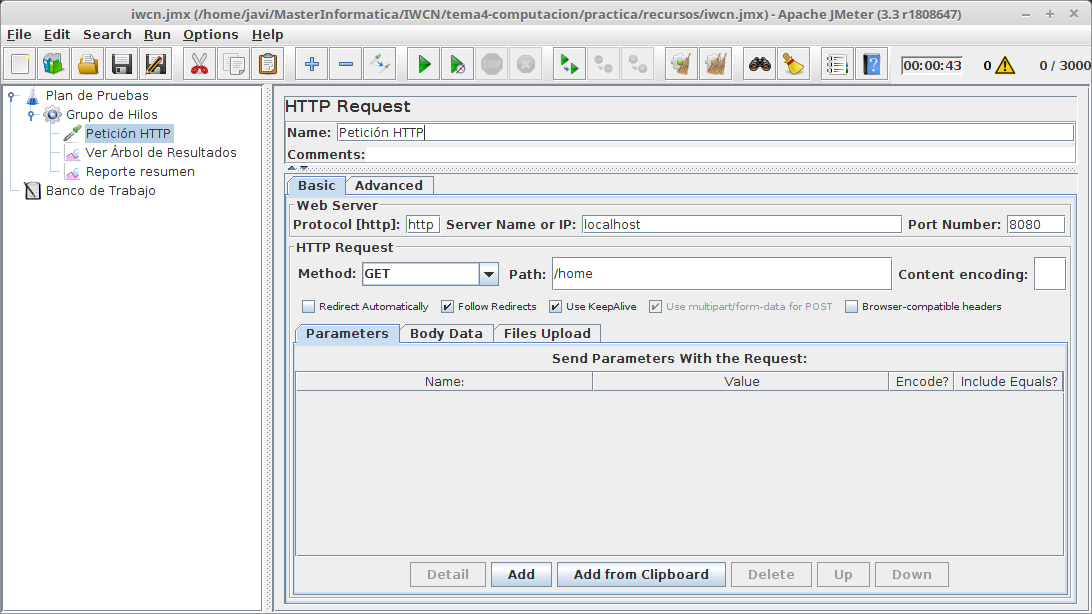 iwcn.jmx (/home/javi/MasterInformatica/IWCN/tema4-computacion/practica/recursos/iwcn.jmx) - Apache JMeter (3.3 r1808647)
File Edit Search Run Options Help
STOP 00:00:43 0 0 / 3000
Plan de Pruebas
Grupo de Hilos
Petición HTTP
Ver Árbol de Resultados
Reporte resumen
Banco de Trabajo
HTTP Request
Name: Petición HTTP
Comments:
Basic Advanced
Web Server
Protocol [http]: http Server Name or IP: localhost Port Number: 8080
HTTP Request
Method: GET Path: /home Content encoding:
Redirect Automatically Follow Redirects Use KeepAlive Use multipart/form-data for POST Browser-compatible headers
Parameters Body Data Files Upload
Send Parameters With the Request:
Name: Value Encode? Include Equals?
Detail Add Add from Clipboard Delete Up Down